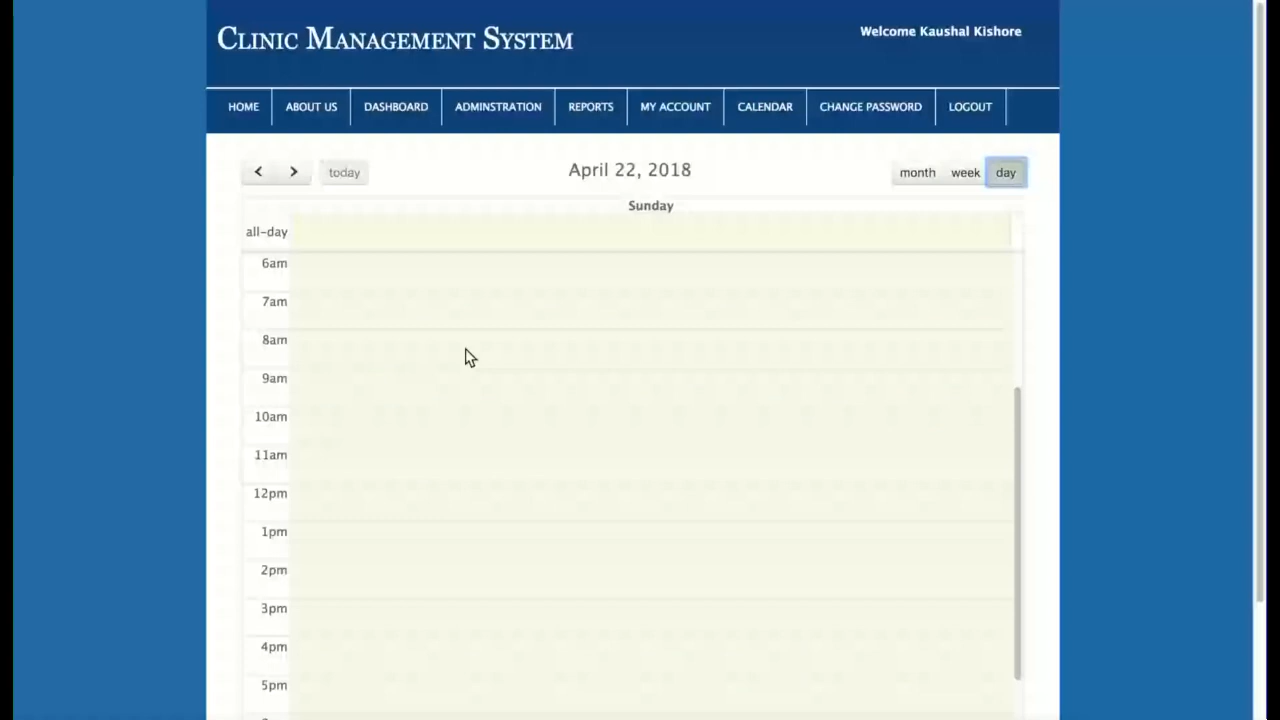 Clinic Management System
Welcome Kaushal Kishore
HOME ABOUT US DASHBOARD ADMINSTRATION REPORTS MY ACCOUNT CALENDAR CHANGE PASSWORD LOGOUT
today April 22, 2018 month week day
Sunday
all-day
6am
7am
8am
9am
10am
11am
12pm
1pm
2pm
3pm
4pm
5pm